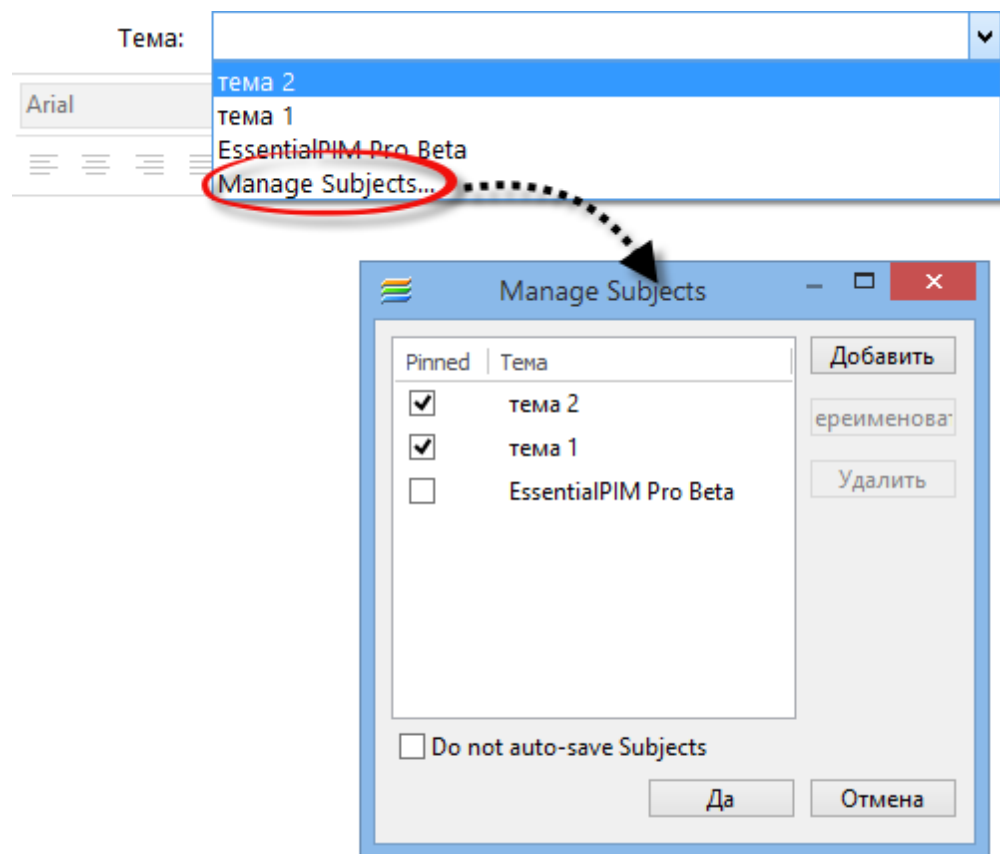 Тема:
тема 2
Arial
тема 1
EssentialPIM Pro Beta
Manage Subjects...
Manage Subjects
Pinned Тема
Добавить
тема 2
ереименова
тема 1
Удалить
EssentialPIM Pro Beta
Do not auto-save Subjects
Да Отмена